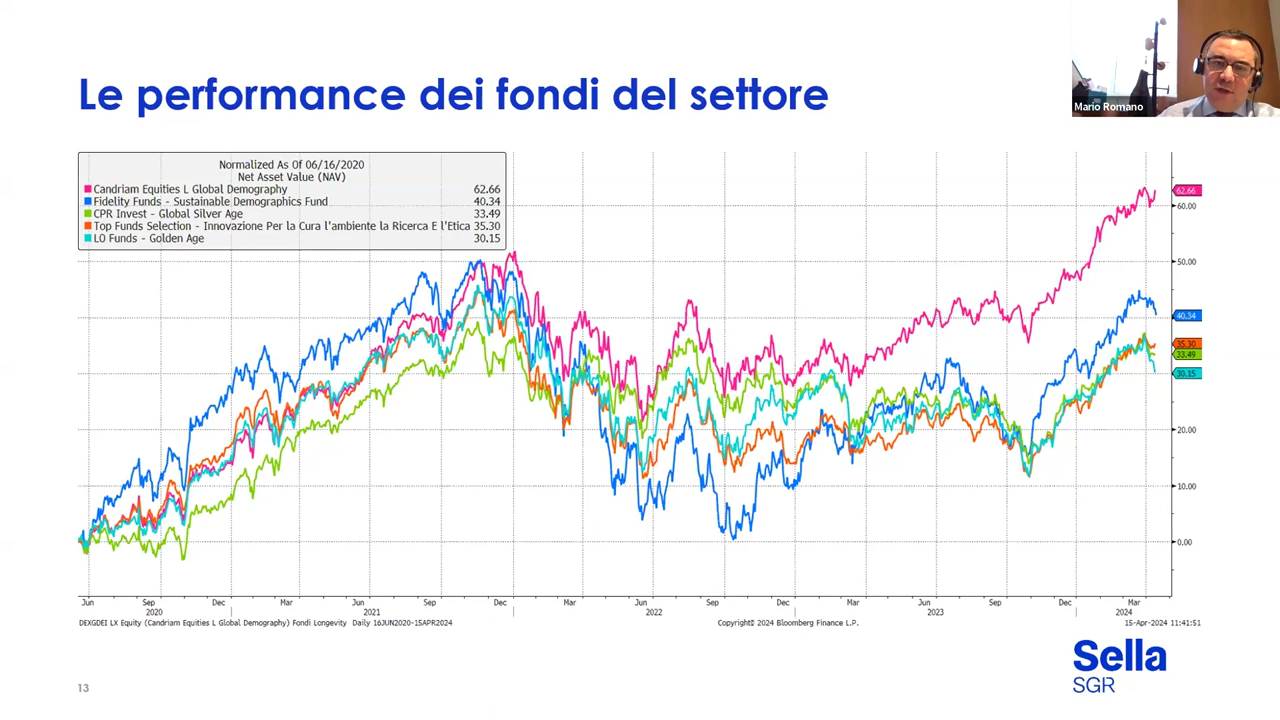 Le performance dei fondi del settore
Mario Romano
Normalized As Of 06/16/2020
Net Asset Value (NAV)
Candriam Equities L Global Demography 62.66
Fidelity Funds - Sustainable Demographics Fund 40.34
CPR Invest - Global Silver Age 33.49
Top Funds Selection - Innovazione Per la Cura l'ambiente la Ricerca E l'Etica 35.30
LO Funds - Golden Age 30.15
62.66
60.00
50.00
40.34
35.30
33.49
30.15
20.00
10.00
0.00
Jun Sep Dec Mar Jun Sep Dec Mar Jun Sep Dec Mar Jun Sep Dec Mar
2020 2021 2022 2023 2024
DEXGDEI LX Equity (Candriam Equities L Global Demography) Fondi Longevity Daily 16JUN2020-15APR2024 Copyright© 2024 Bloomberg Finance L.P. 15-Apr-2024 11:41:51
Sella
SGR
13